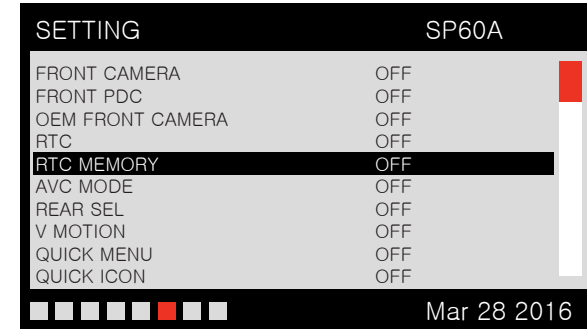 SETTING SP60A
FRONT CAMERA OFF
FRONT PDC OFF
OEM FRONT CAMERA OFF
RTC OFF
RTC MEMORY OFF
AVC MODE OFF
REAR SEL OFF
V MOTION OFF
QUICK MENU OFF
QUICK ICON OFF
Mar 28 2016